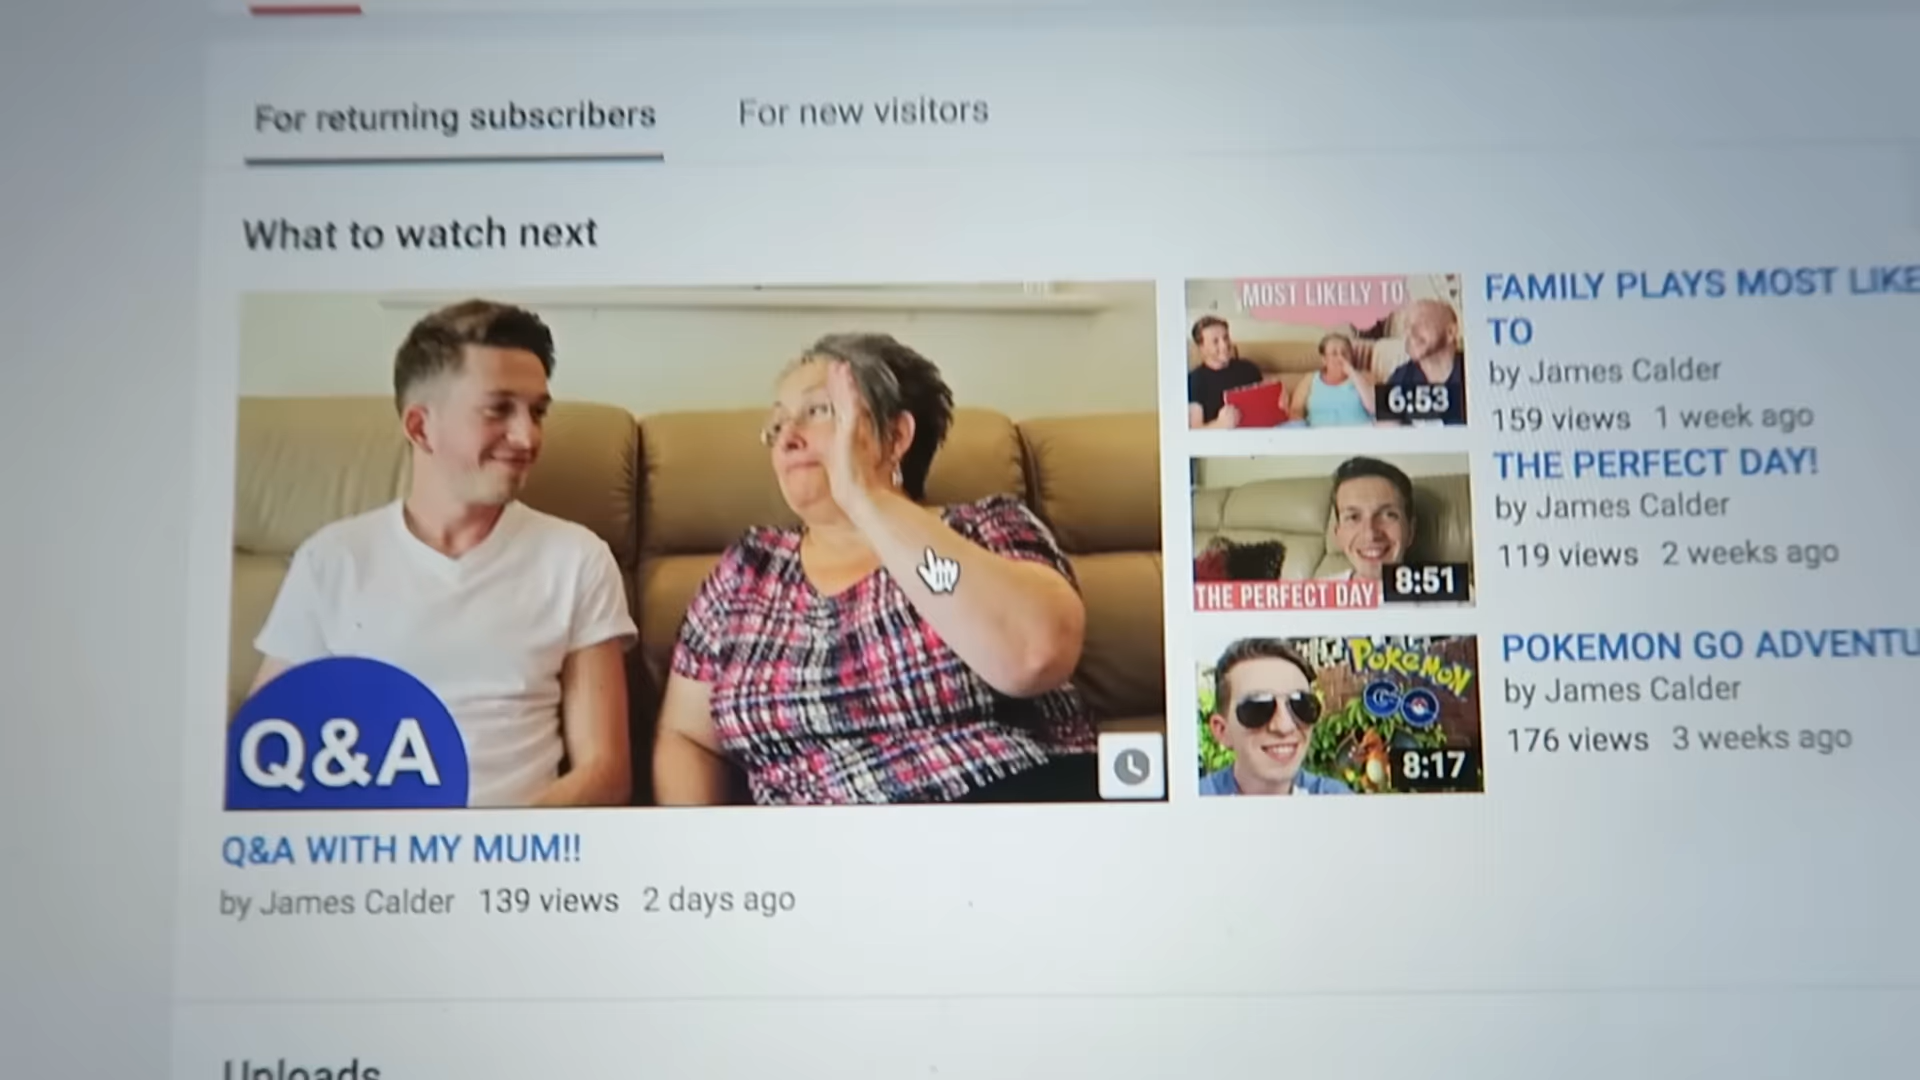 For returning subscribers
For new visitors
What to watch next
Q&A
Q&A WITH MY MUM!!
by James Calder 139 views 2 days ago
MOST LIKELY TO
6:53
FAMILY PLAYS MOST LIKE
TO
by James Calder
159 views 1 week ago
THE PERFECT DAY
8:51
THE PERFECT DAY!
by James Calder
119 views 2 weeks ago
POKEMON
GO
8:17
POKEMON GO ADVENTU
by James Calder
176 views 3 weeks ago
Uploads